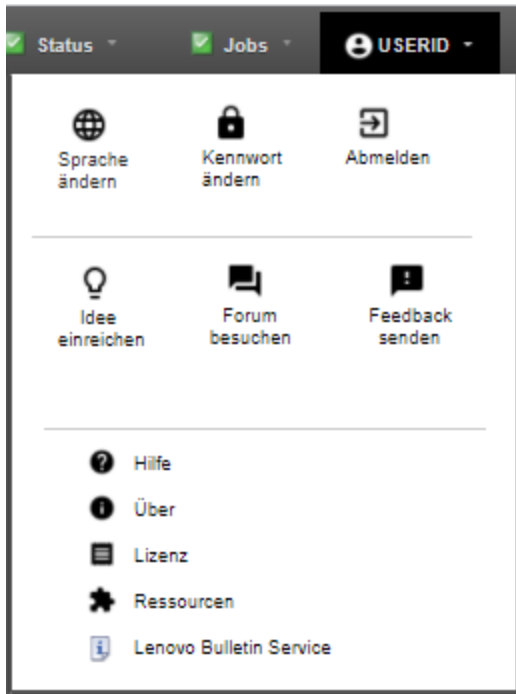 Status Jobs USERID
Sprache ändern
Kennwort ändern
Abmelden
Idee einreichen
Forum besuchen
Feedback senden
Hilfe
Über
Lizenz
Ressourcen
Lenovo Bulletin Service